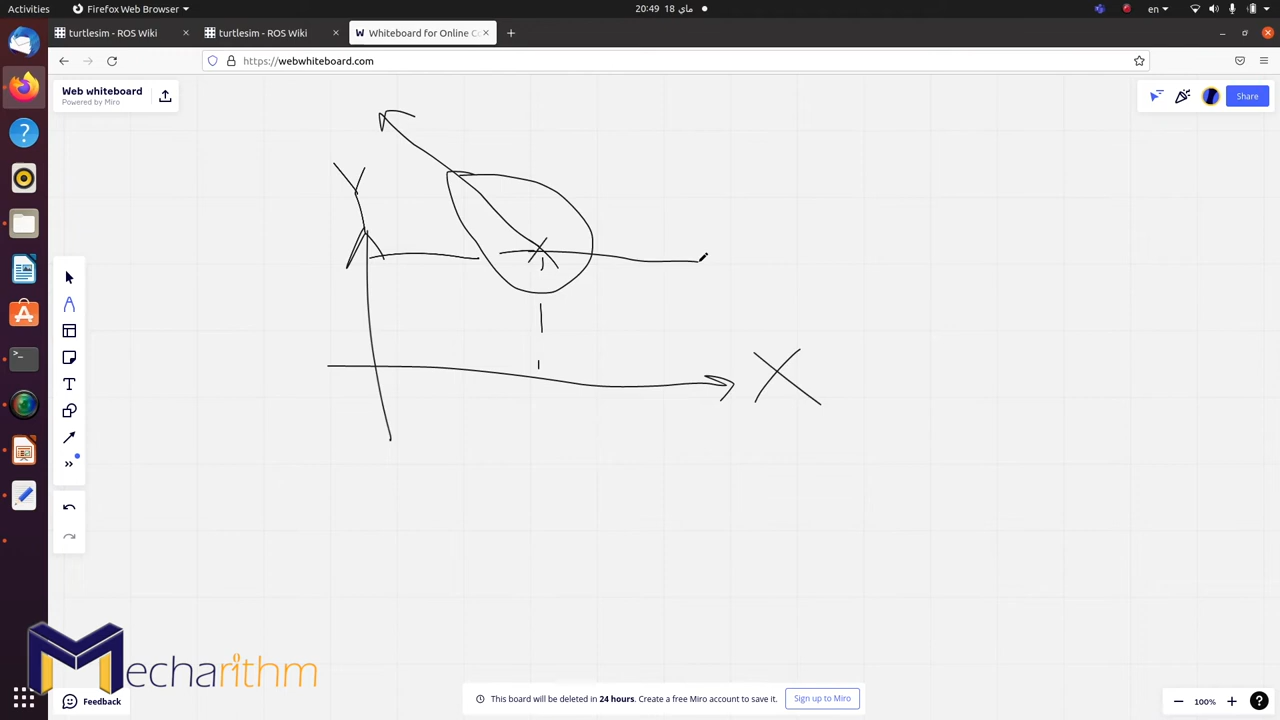 Activities
Firefox Web Browser
20:49 18 مای
en
turtlesim - ROS Wiki
turtlesim - ROS Wiki
W Whiteboard for Online Co
https://webwhiteboard.com
Web whiteboard
Powered by Miro
Share
Y
X
Mecharithm
Feedback
This board will be deleted in 24 hours. Create a free Miro account to save it.
Sign up to Miro
100%